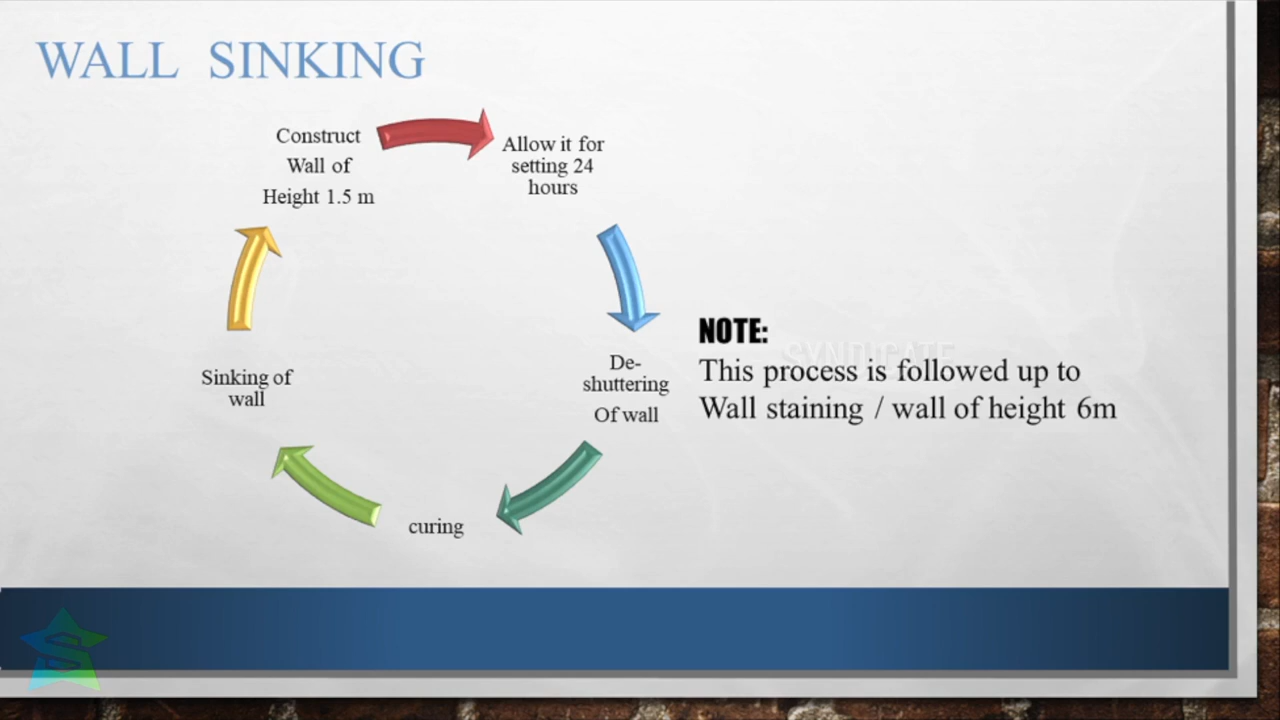 WALL SINKING
Construct
Wall of
Height 1.5 m
Allow it for
setting 24
hours
De-
shuttering
Of wall
curing
Sinking of
wall
NOTE:
SYNDICATE
This process is followed up to
Wall staining / wall of height 6m
S